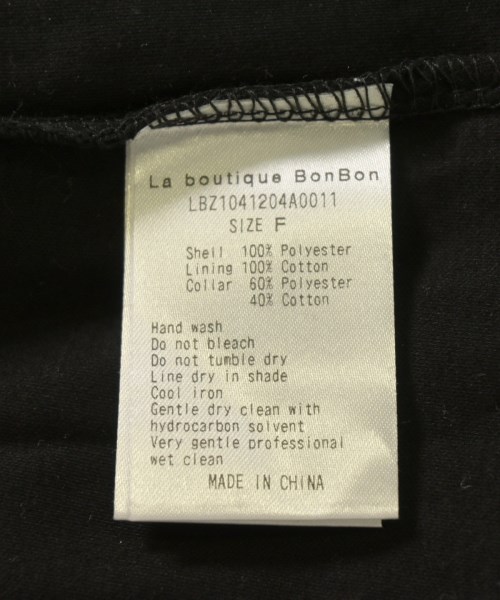 La boutique BonBon
LBZ1041204A0011
SIZE F
Shell 100% Polyester
Lining 100% Cotton
Collar 60% Polyester
40% Cotton
Hand wash
Do not bleach
Do not tumble dry
Line dry in shade
Cool iron
Gentle dry clean with
hydrocarbon solvent
Very gentle professional
wet clean
MADE IN CHINA